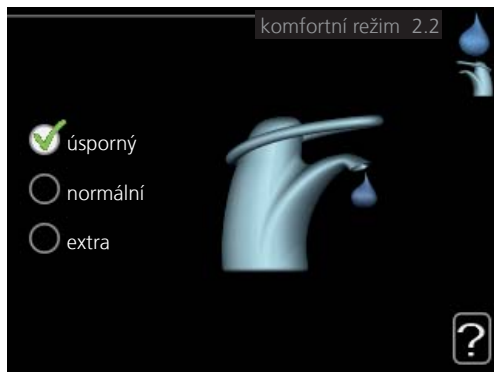 komfortní režim 2.2
úsporný
normální
extra
?